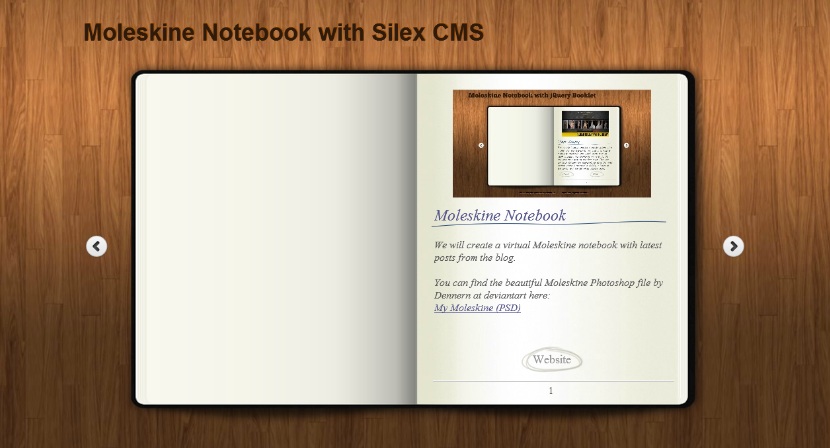 Moleskine Notebook with Silex CMS
Moleskine Notebook with jQuery Booklet
Moleskine Notebook
We will create a virtual Moleskine notebook with latest
posts from the blog.
You can find the beautiful Moleskine Photoshop file by
Dennern at deviantart here:
My Moleskine (PSD)
Website
1